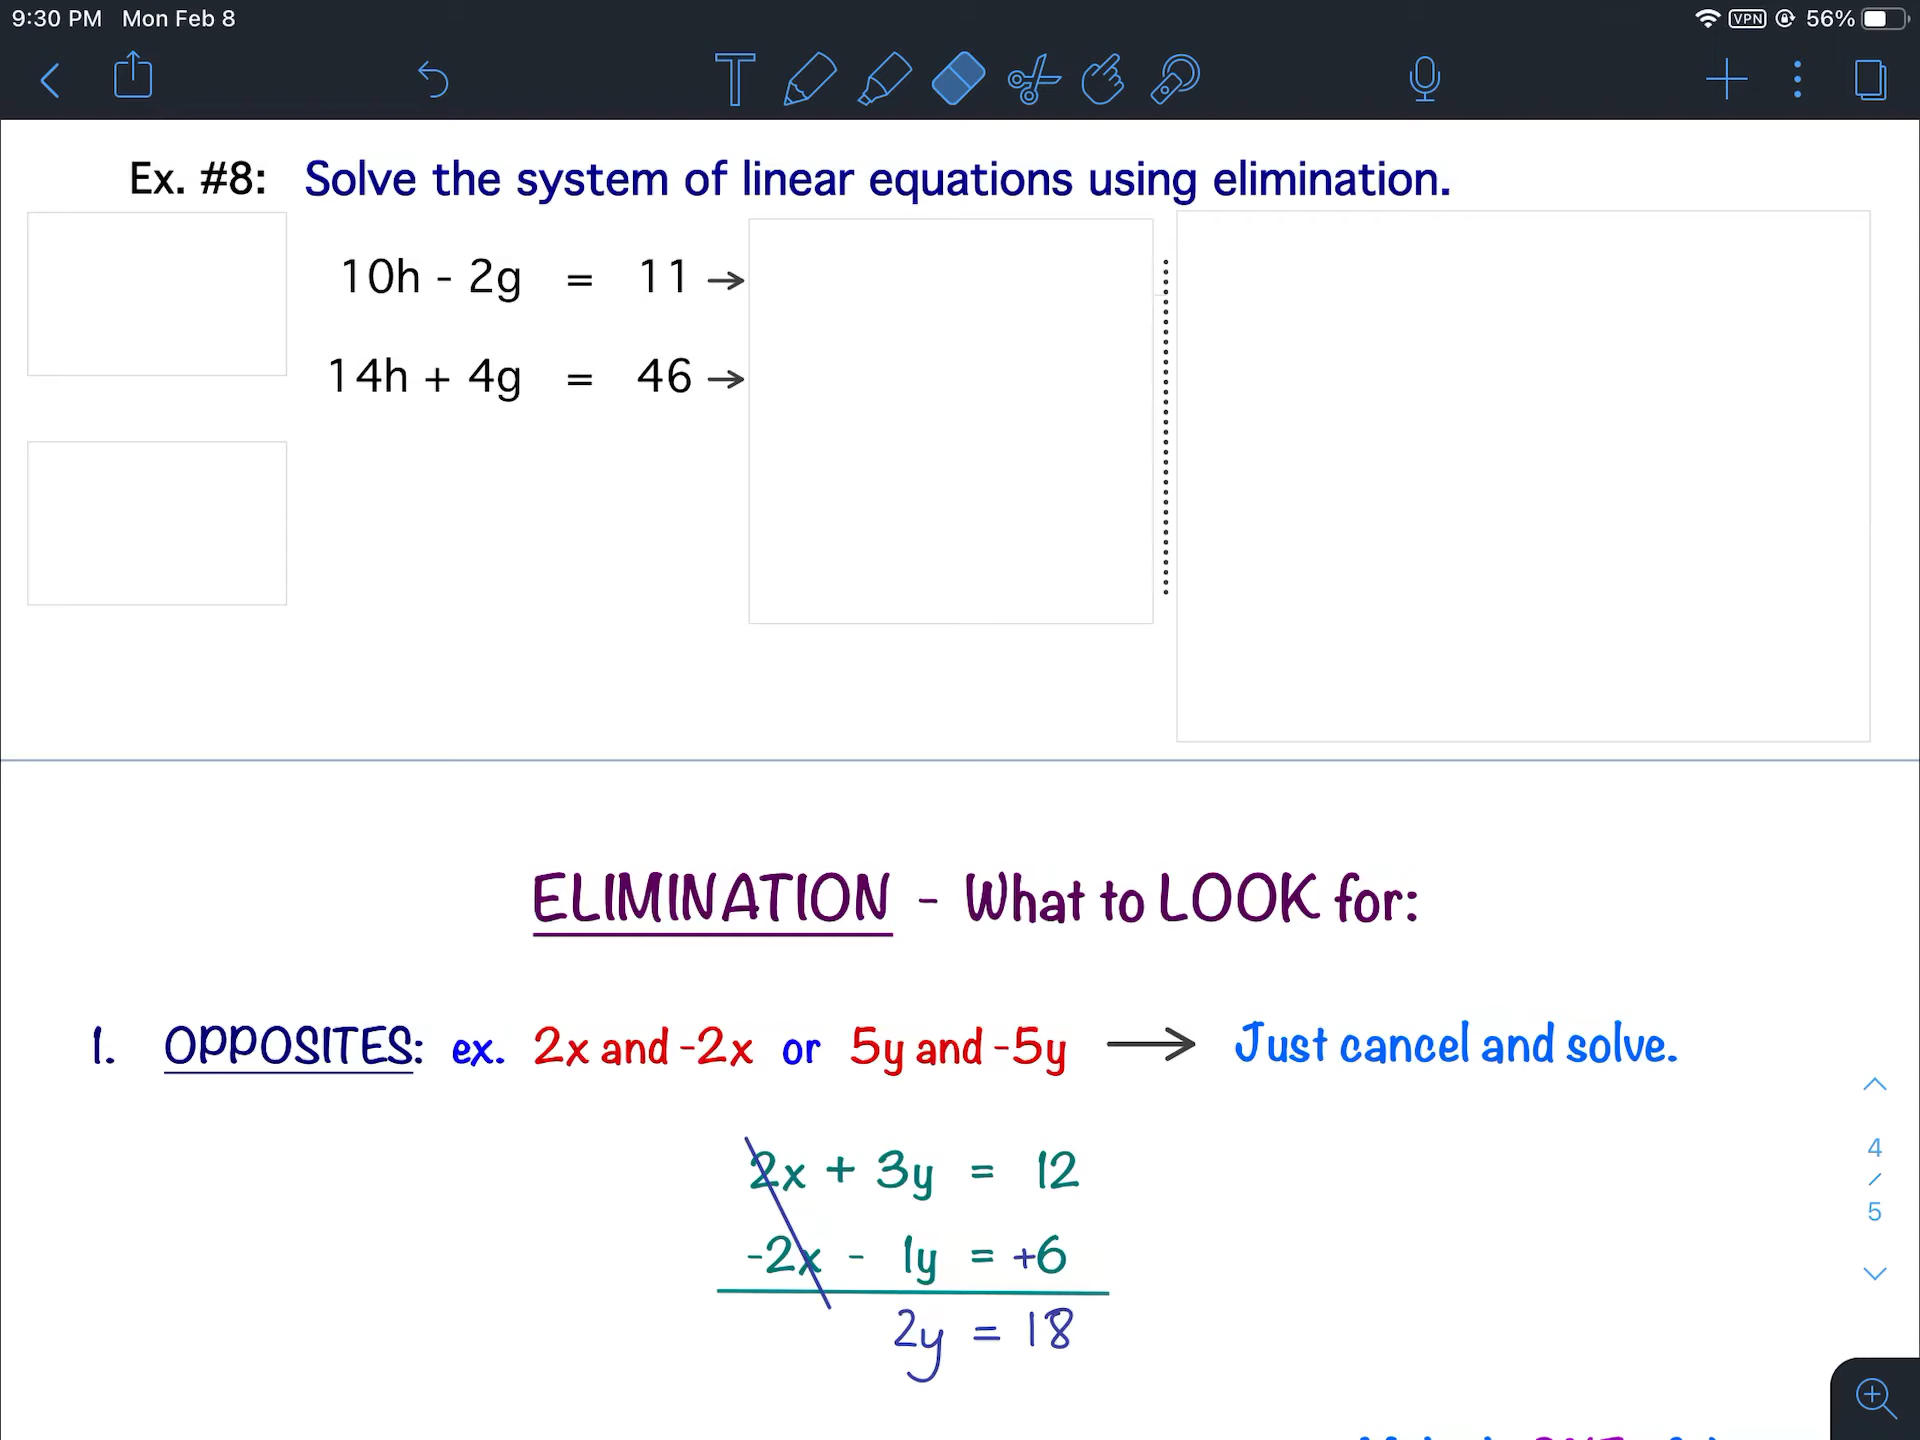 9:30 PM Mon Feb 8 VPN 56%
Ex. #8: Solve the system of linear equations using elimination.
10h - 2g = 11 →
14h + 4g = 46 →
ELIMINATION - What to LOOK for:
1. OPPOSITES: ex. 2x and -2x or 5y and -5y → Just cancel and solve.
2x + 3y = 12
-2x - 1y = +6
2y = 18
4
/
5